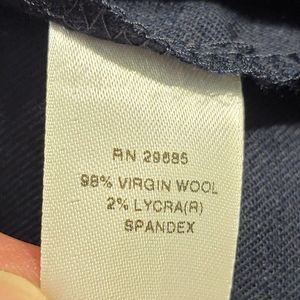 RN 29685
98% VIRGIN WOOL
2% LYCRA(R)
SPANDEX